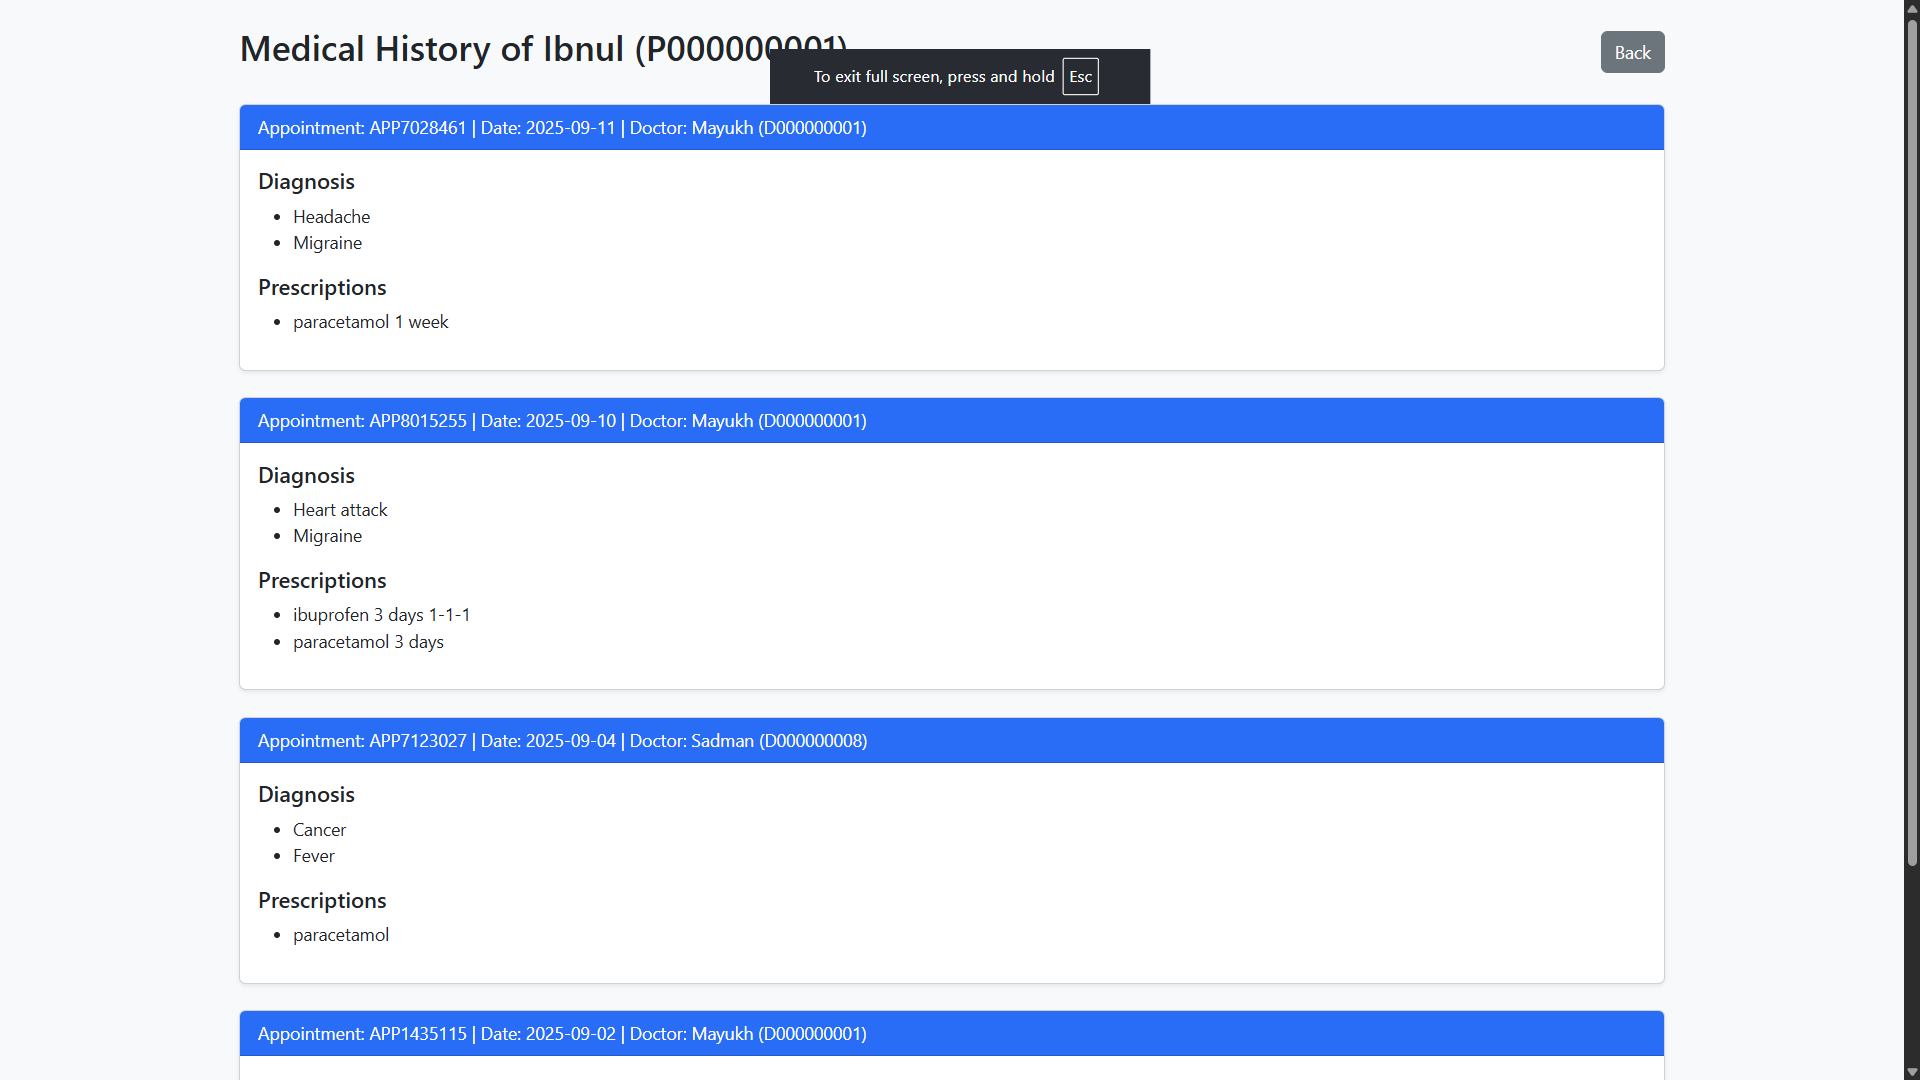 Medical History of Ibnul (P000000001)
Back
To exit full screen, press and hold Esc
Appointment: APP7028461 | Date: 2025-09-11 | Doctor: Mayukh (D000000001)
Diagnosis
Headache
Migraine
Prescriptions
paracetamol 1 week
Appointment: APP8015255 | Date: 2025-09-10 | Doctor: Mayukh (D000000001)
Diagnosis
Heart attack
Migraine
Prescriptions
ibuprofen 3 days 1-1-1
paracetamol 3 days
Appointment: APP7123027 | Date: 2025-09-04 | Doctor: Sadman (D000000008)
Diagnosis
Cancer
Fever
Prescriptions
paracetamol
Appointment: APP1435115 | Date: 2025-09-02 | Doctor: Mayukh (D000000001)